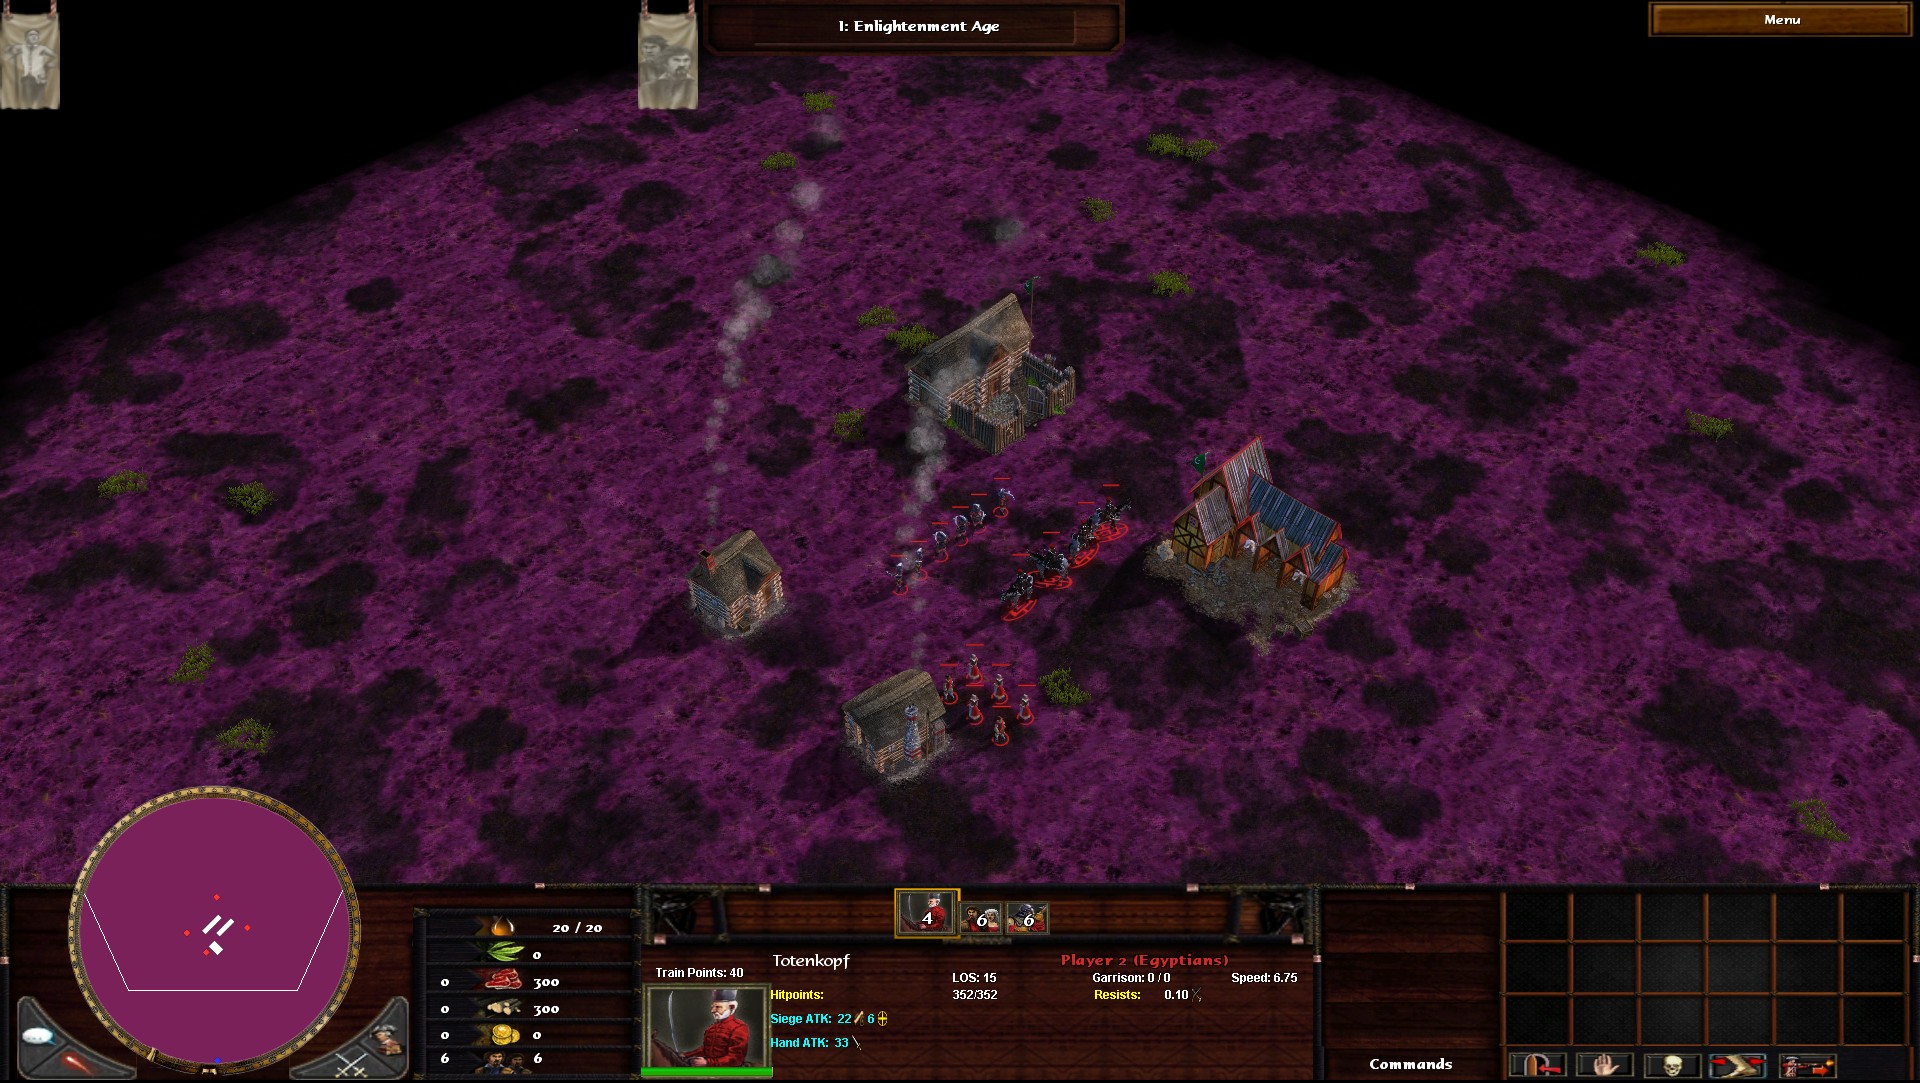 1: Enlightenment Age
Menu
20 / 20
0
0 300
0 300
0 0
6 6
4 6 6
Train Points: 40
Totenkopf
Player 2 (Egyptians)
LOS: 15 Garrison: 0 / 0 Speed: 6.75
Hitpoints: 352/352 Resists: 0.10
Siege ATK: 22 6
Hand ATK: 33
Commands